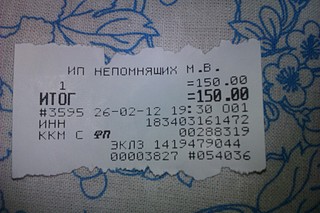 ИП НЕПОМНЯЩИХ М.В.
1 =150.00
ИТОГ =150.00
#3595 26-02-12 19:30 001
ИНН 183403161472
ККМ С ФП 00288319
ЭКЛЗ 1419479044
00003827 #054036